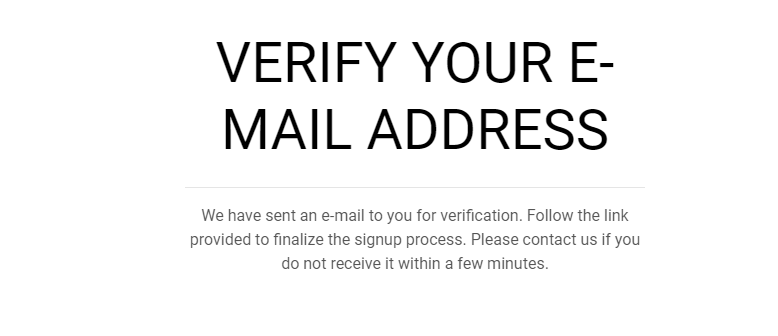 VERIFY YOUR E-
MAIL ADDRESS
We have sent an e-mail to you for verification. Follow the link
provided to finalize the signup process. Please contact us if you
do not receive it within a few minutes.